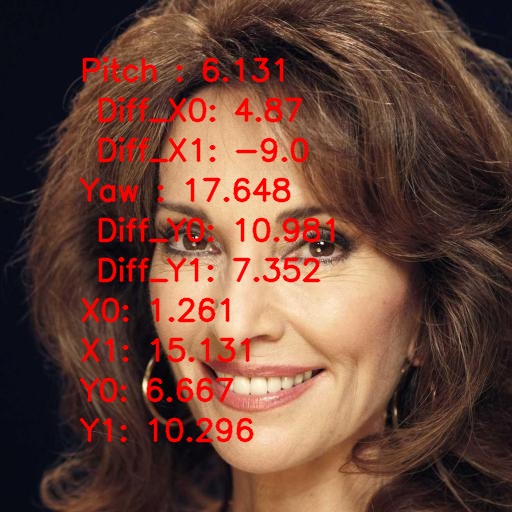 Pitch : 6.131
Diff_X0: 4.87
Diff_X1: -9.0
Yaw : 17.648
Diff_Y0: 10.981
Diff_Y1: 7.352
X0: 1.261
X1: 15.131
Y0: 6.667
Y1: 10.296